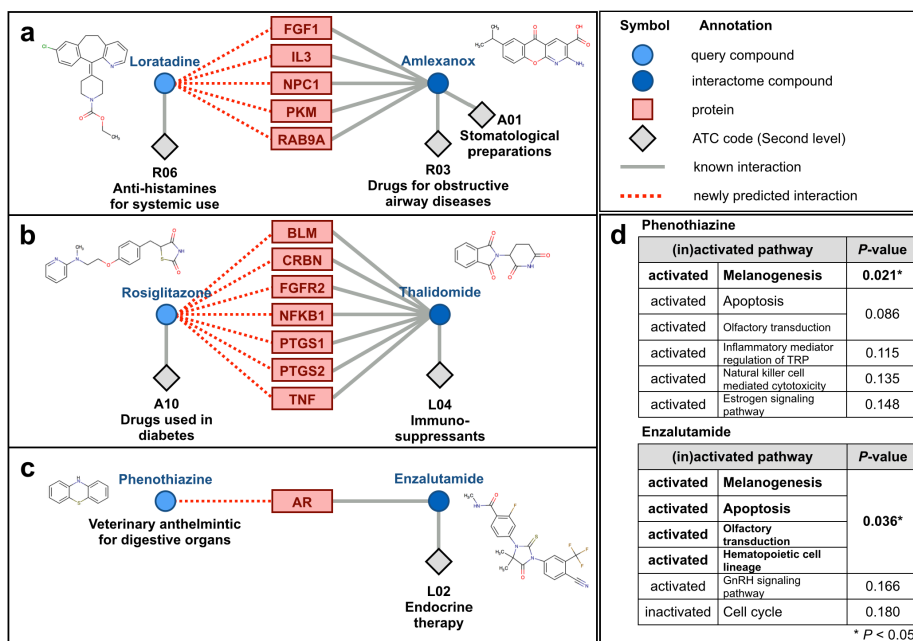 a
Loratadine
FGF1
IL3
NPC1
PKM
RAB9A
Amlexanox
R06
Anti-histamines
for systemic use
A01
Stomatological
preparations
R03
Drugs for obstructive
airway diseases
Symbol Annotation
query compound
interactome compound
protein
ATC code (Second level)
known interaction
newly predicted interaction
b
Rosiglitazone
BLM
CRBN
FGFR2
NFKB1
PTGS1
PTGS2
TNF
Thalidomide
A10
Drugs used in
diabetes
L04
Immuno-
suppressants
c
Phenothiazine
Veterinary anthelmintic
for digestive organs
AR
Enzalutamide
L02
Endocrine
therapy
d
Phenothiazine
(in)activated pathway P-value
activated Melanogenesis 0.021*
activated Apoptosis
0.086
activated Olfactory transduction
activated Inflammatory mediator
regulation of TRP 0.115
activated Natural killer cell
mediated cytotoxicity 0.135
activated Estrogen signaling
pathway 0.148
Enzalutamide
(in)activated pathway P-value
activated Melanogenesis
activated Apoptosis
0.036*
activated Olfactory
transduction
activated Hematopoietic cell
lineage
activated GnRH signaling
pathway 0.166
inactivated Cell cycle 0.180
* P < 0.05